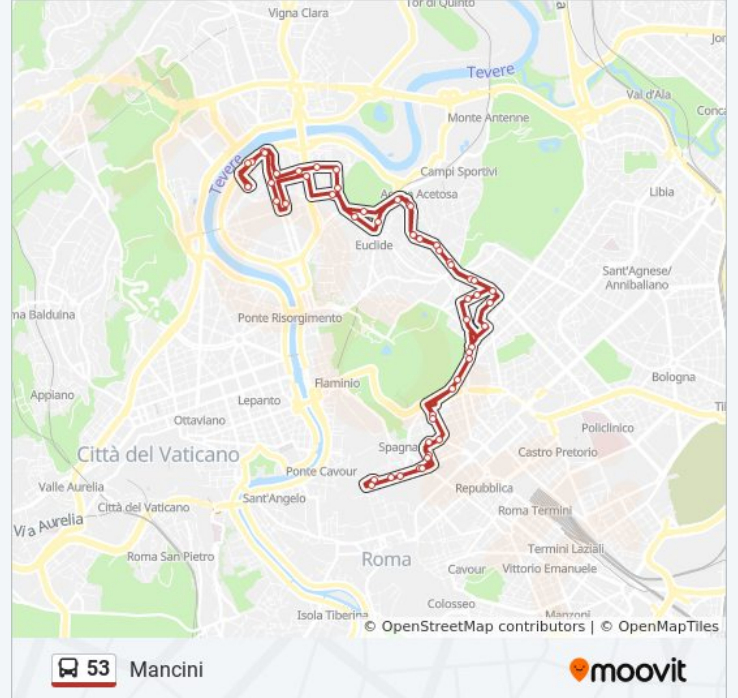 Tor di Quinto
Vigna Clara
Jor
Tevere
Val d'Ala
Conca
Monte Antenne
Tevere
Campi Sportivi
Acqua Acetosa
Libia
Euclide
Sant'Agnese/
Annibaliano
ma Balduina
Ponte Risorgimento
Bologna
Flaminio
Appiano
Lepanto
Ti
Ottaviano
Policlinico
Città del Vaticano
Spagna
Castro Pretorio
Ponte Cavour
Valle Aurelia
Sant'Angelo
Repubblica
Città del Vaticano
Roma Termini
Via Aurelia
Termini Laziali
Roma San Pietro
Roma
Cavour
Vittorio Emanuele
Colosseo
Isola Tiberina
Manzoni
© OpenStreetMap contributors | © OpenMapTiles
53 Mancini
moovit